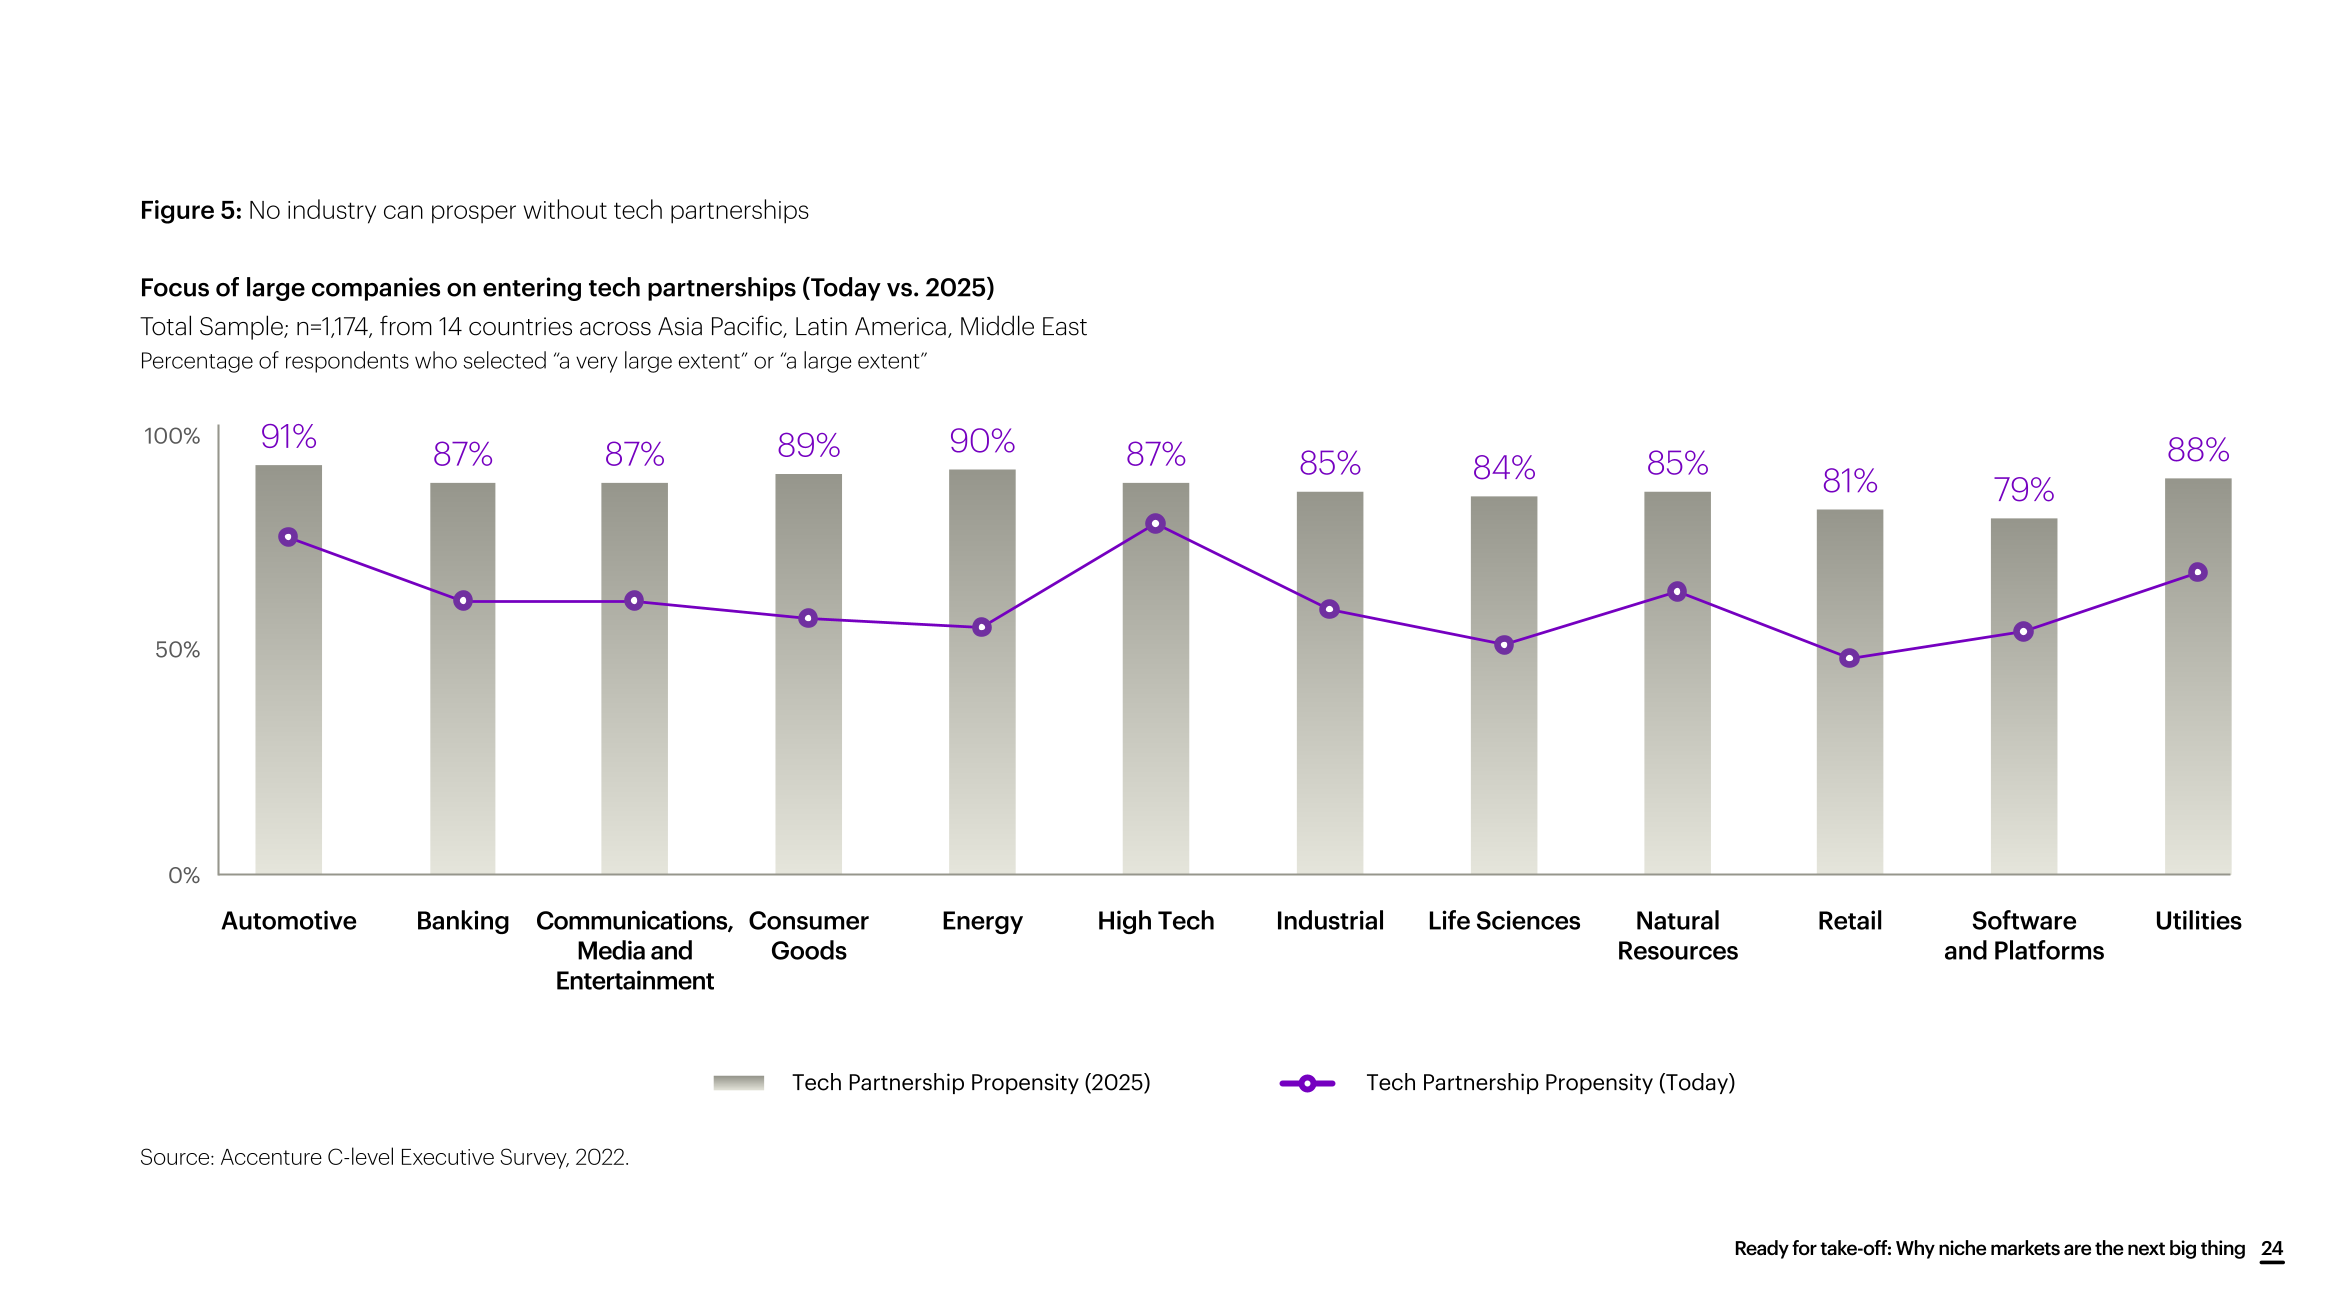 Figure 5: No industry can prosper without tech partnerships
Focus of large companies on entering tech partnerships (Today vs. 2025)
Total Sample; n=1,174, from 14 countries across Asia Pacific, Latin America, Middle East
Percentage of respondents who selected “a very large extent” or “a large extent”
100%
50%
0%
91%
87%
87%
89%
90%
87%
85%
84%
85%
81%
79%
88%
Automotive
Banking
Communications,
Media and
Entertainment
Consumer
Goods
Energy
High Tech
Industrial
Life Sciences
Natural
Resources
Retail
Software
and Platforms
Utilities
Tech Partnership Propensity (2025)
Tech Partnership Propensity (Today)
Source: Accenture C-level Executive Survey, 2022.
Ready for take-off: Why niche markets are the next big thing 24